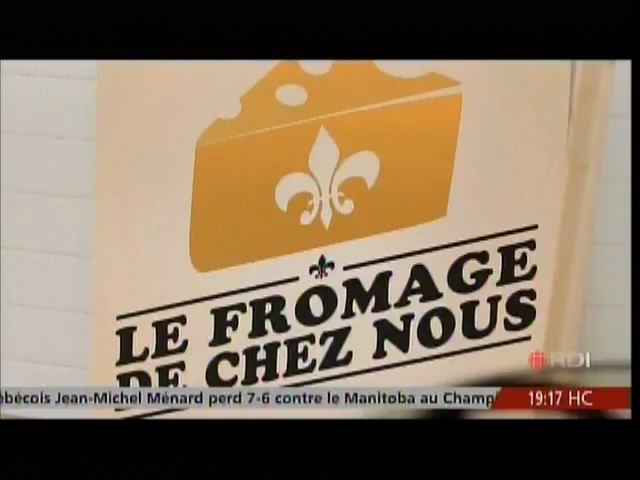 LE FROMAGE
DE CHEZ NOUS
RDI
ébécois Jean-Michel Ménard perd 7-6 contre le Manitoba au Champi
19:17 HC